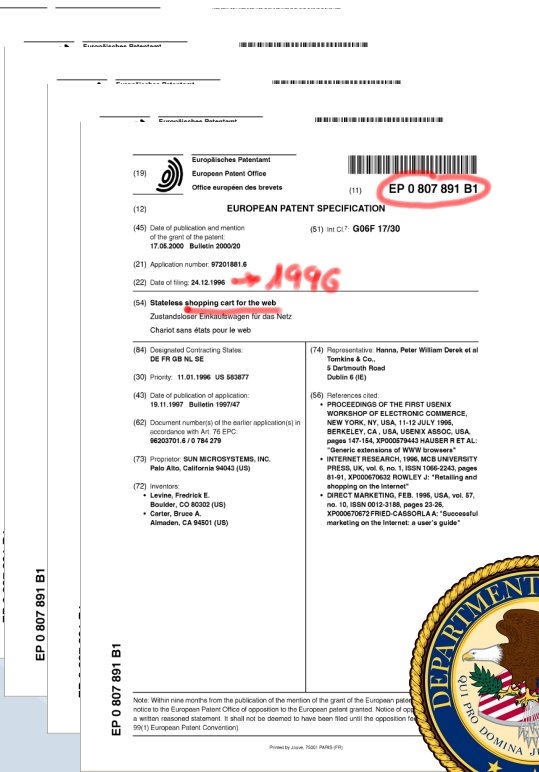 Europäisches Patentamt
(19)
European Patent Office
Office européen des brevets
(11)
EP 0 807 891 B1
(12)
EUROPEAN PATENT SPECIFICATION
(45) Date of publication and mention
of the grant of the patent:
17.05.2000 Bulletin 2000/20
(21) Application number: 97201881.6
(22) Date of filing: 24.12.1996
1996
(51) Int Cl.7: G06F 17/30
(54) Stateless shopping cart for the web
Zustandsloser Einkaufswagen für das Netz
Chariot sans états pour le web
(84) Designated Contracting States:
DE FR GB NL SE
(30) Priority: 11.01.1996 US 583877
(43) Date of publication of application:
19.11.1997 Bulletin 1997/47
(62) Document number(s) of the earlier application(s) in
accordance with Art. 76 EPC:
96203701.6 / 0 784 279
(73) Proprietor: SUN MICROSYSTEMS, INC.
Palo Alto, California 94043 (US)
(72) Inventors:
• Levine, Fredrick E.
Boulder, CO 80302 (US)
• Carter, Bruce A.
Almaden, CA 94501 (US)
(74) Representative: Hanna, Peter William Derek et al
Tomkins & Co.,
5 Dartmouth Road
Dublin 6 (IE)
(56) References cited:
• PROCEEDINGS OF THE FIRST USENIX
WORKSHOP OF ELECTRONIC COMMERCE,
NEW YORK, NY, USA, 11-12 JULY 1995,
BERKELEY, CA , USA, USENIX ASSOC, USA,
pages 147-154, XP000579443 HAUSER R ET AL:
"Generic extensions of WWW browsers"
• INTERNET RESEARCH, 1996, MCB UNIVERSITY
PRESS, UK, vol. 6, no. 1, ISSN 1066-2243, pages
81-91, XP000670632 ROWLEY J: "Retailing and
shopping on the Internet"
• DIRECT MARKETING, FEB. 1995, USA, vol. 57,
no. 10, ISSN 0012-3188, pages 23-26,
XP000670672 FRIED-CASSORLA A: "Successful
marketing on the Internet: a user's guide"
EP 0 807 891 B1
EP 0 807 891 B1
Note: Within nine months from the publication of the mention of the grant of the European
notice to the European Patent Office of opposition to the European patent granted. Notice of
a written reasoned statement. It shall not be deemed to have been filed until the opposition
99(1) European Patent Convention).
Printed by Jouve, 75001 PARIS (FR)
QUI PRO DOMINA